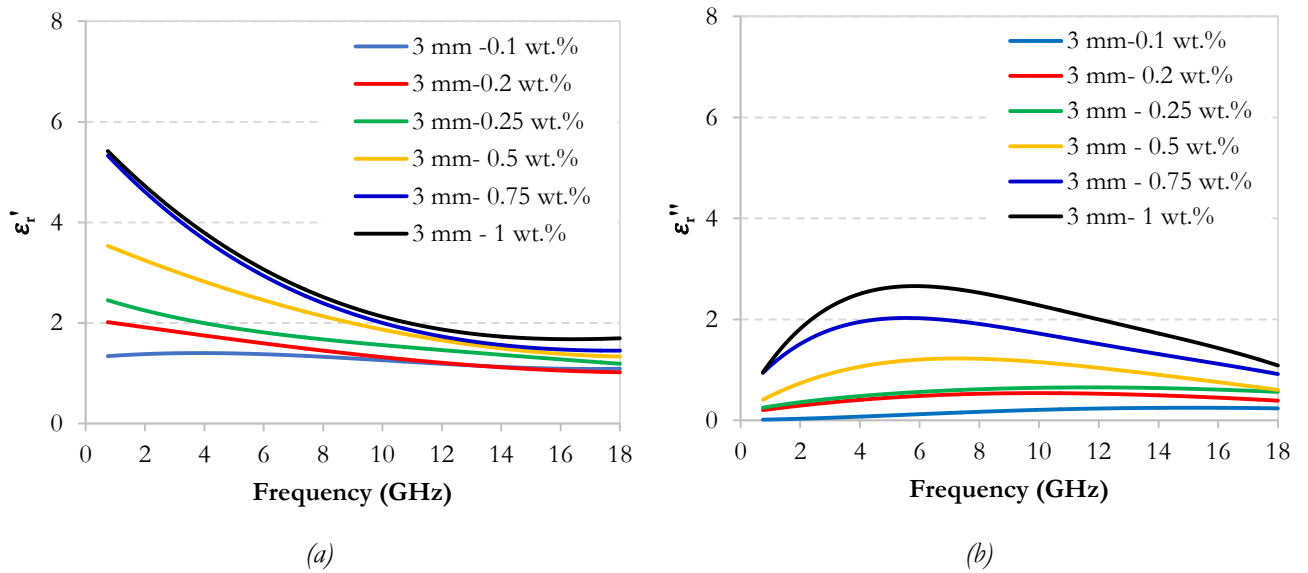 8
6
4
2
0
εr'
0 2 4 6 8 10 12 14 16 18
Frequency (GHz)
3 mm -0.1 wt.%
3 mm-0.2 wt.%
3 mm-0.25 wt.%
3 mm- 0.5 wt.%
3 mm- 0.75 wt.%
3 mm - 1 wt.%
(a)
8
6
4
2
0
εr''
0 2 4 6 8 10 12 14 16 18
Frequency (GHz)
3 mm-0.1 wt.%
3 mm- 0.2 wt.%
3 mm - 0.25 wt.%
3 mm - 0.5 wt.%
3 mm - 0.75 wt.%
3 mm- 1 wt.%
(b)